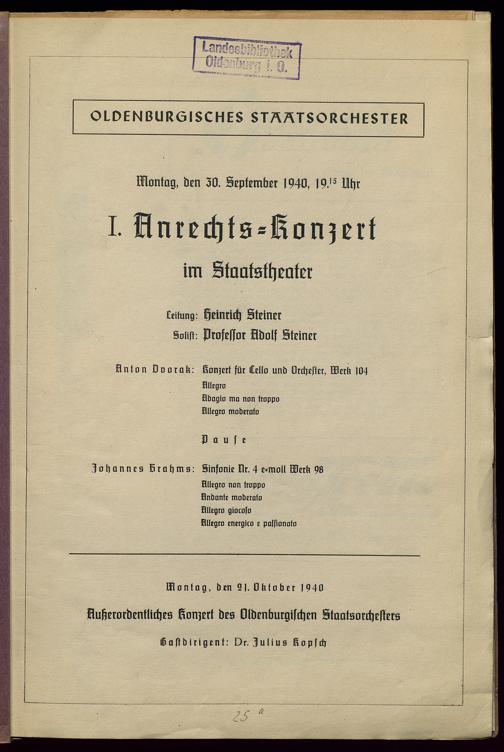 Landesbibliothek
Oldenburg i. O.
OLDENBURGISCHES STAATSORCHESTER
Montag, den 30. September 1940, 19.15 Uhr
I. Anrechts=Konzert
im Staatstheater
Leitung: Heinrich Steiner
Solist: Professor Adolf Steiner
Anton Dvorak: Konzert für Cello und Orchester, Werk 104
Allegro
Adagio ma non troppo
Allegro moderato
Pause
Johannes Brahms: Sinfonie Nr. 4 e=moll Werk 98
Allegro non troppo
Andante moderato
Allegro giocoso
Allegro energico e passionato
Montag, den 21. Oktober 1940
Außerordentliches Konzert des Oldenburgischen Staatsorchesters
Gastdirigent: Dr. Julius Kopsch
25 a